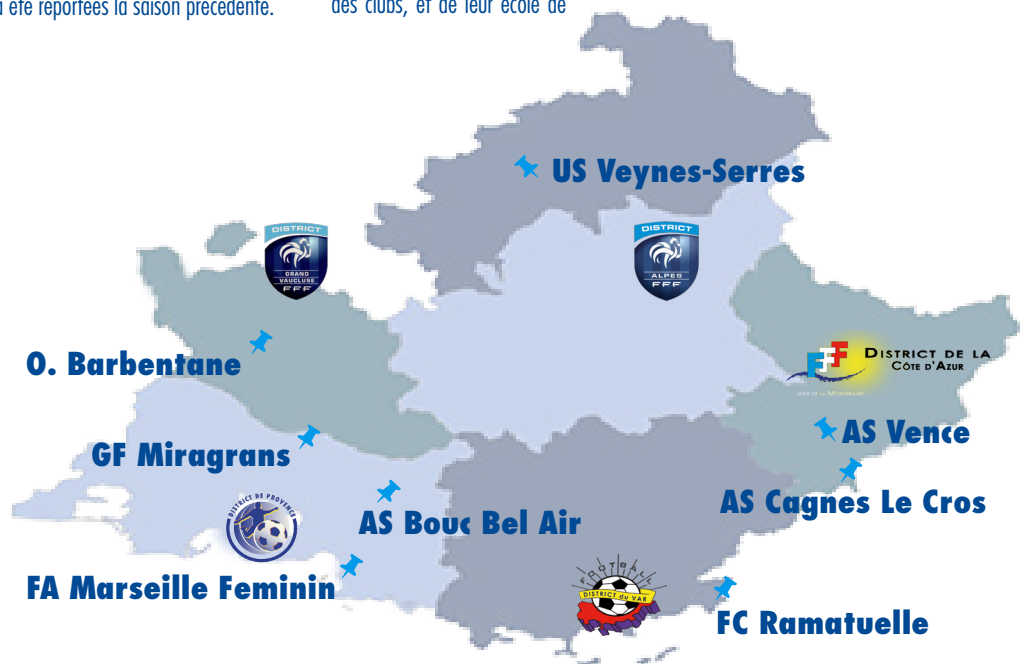 a été reportées la saison précédente.
des clubs, et de leur école de
US Veynes-Serres
DISTRICT
GRAND
VAUCLUSE
FFF
DISTRICT
ALPES
FFF
O. Barbentane
FFF
DISTRICT DE LA
CÔTE D'AZUR
AS Vence
GF Miragrans
AS Cagnes Le Cros
DISTRICT DE PROVENCE
AS Bouc Bel Air
FA Marseille Feminin
FOOTBALL
DISTRICT du VAR
FC Ramatuelle